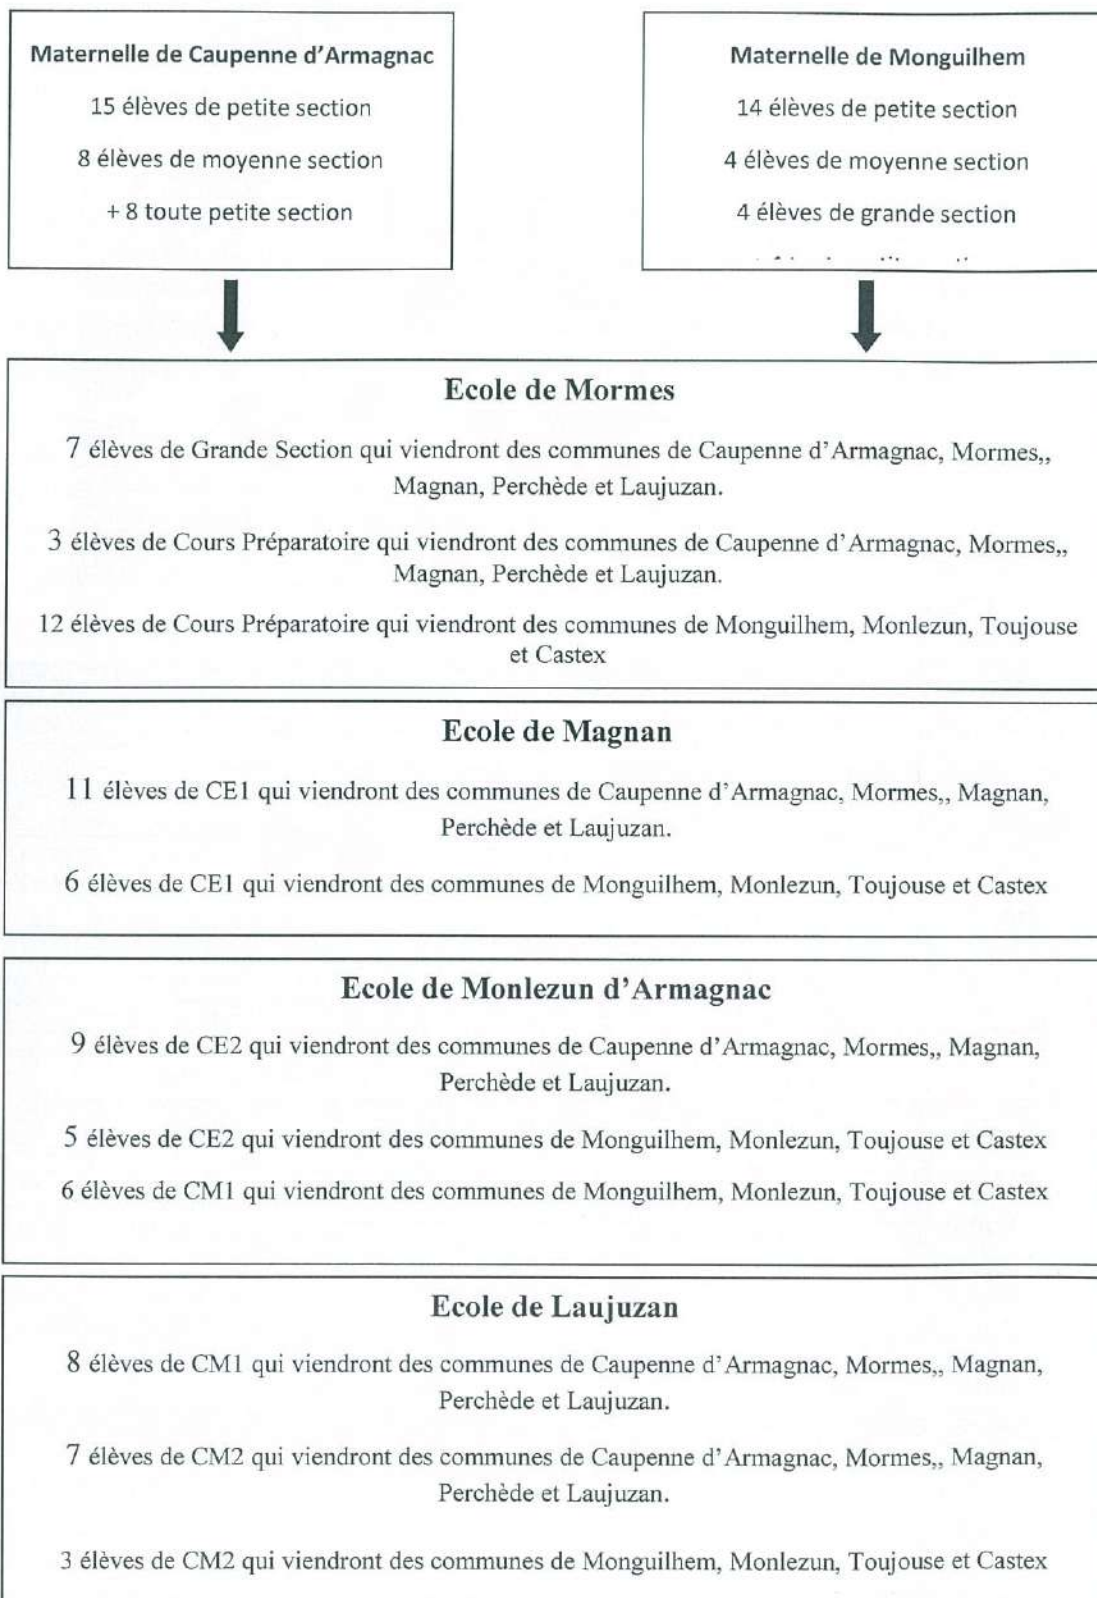 Maternelle de Caupenne d'Armagnac
15 élèves de petite section
8 élèves de moyenne section
+ 8 toute petite section
Maternelle de Monguilhem
14 élèves de petite section
4 élèves de moyenne section
4 élèves de grande section
Ecole de Mormes
7 élèves de Grande Section qui viendront des communes de Caupenne d'Armagnac, Mormes,,
Magnan, Perchède et Laujuzan.
3 élèves de Cours Préparatoire qui viendront des communes de Caupenne d'Armagnac, Mormes,,
Magnan, Perchède et Laujuzan.
12 élèves de Cours Préparatoire qui viendront des communes de Monguilhem, Monlezun, Toujouse
et Castex
Ecole de Magnan
11 élèves de CE1 qui viendront des communes de Caupenne d'Armagnac, Mormes,, Magnan,
Perchède et Laujuzan.
6 élèves de CE1 qui viendront des communes de Monguilhem, Monlezun, Toujouse et Castex
Ecole de Monlezun d'Armagnac
9 élèves de CE2 qui viendront des communes de Caupenne d'Armagnac, Mormes,, Magnan,
Perchède et Laujuzan.
5 élèves de CE2 qui viendront des communes de Monguilhem, Monlezun, Toujouse et Castex
6 élèves de CM1 qui viendront des communes de Monguilhem, Monlezun, Toujouse et Castex
Ecole de Laujuzan
8 élèves de CM1 qui viendront des communes de Caupenne d'Armagnac, Mormes,, Magnan,
Perchède et Laujuzan.
7 élèves de CM2 qui viendront des communes de Caupenne d'Armagnac, Mormes,, Magnan,
Perchède et Laujuzan.
3 élèves de CM2 qui viendront des communes de Monguilhem, Monlezun, Toujouse et Castex